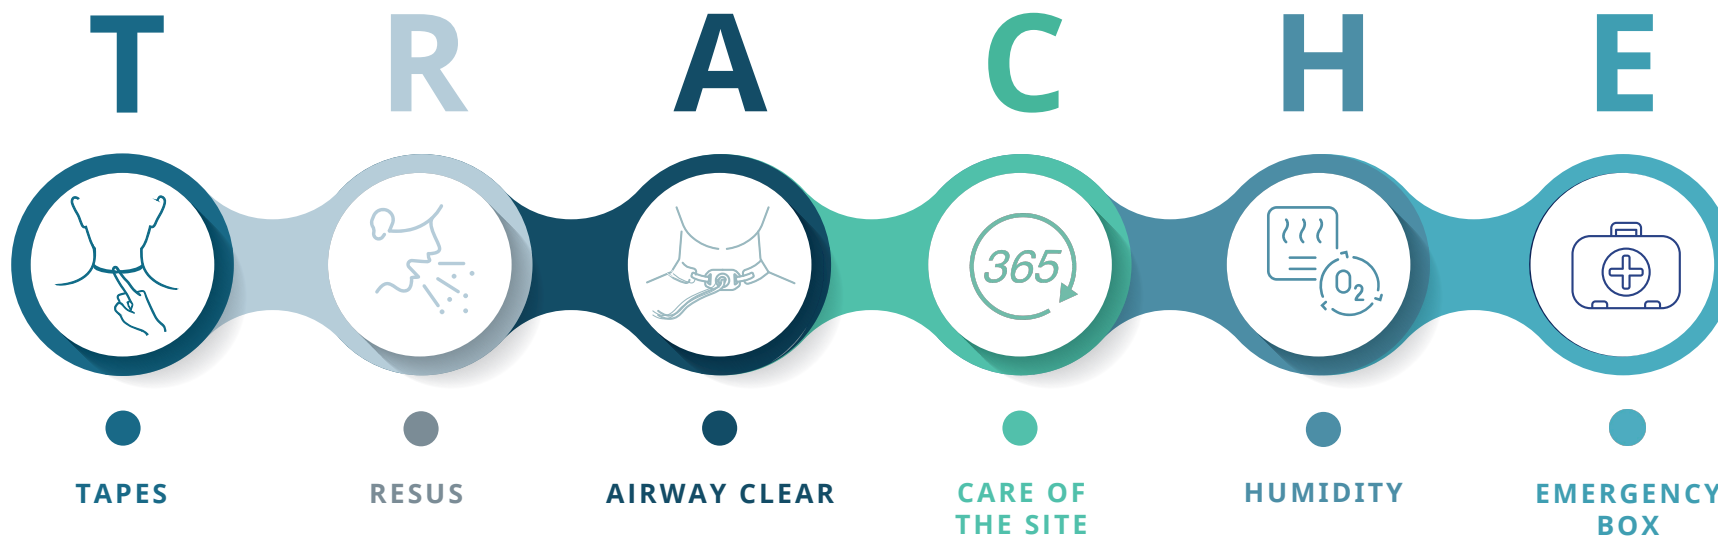 T R A C H E
365
O2
TAPES
RESUS
AIRWAY CLEAR
CARE OF
THE SITE
HUMIDITY
EMERGENCY
BOX